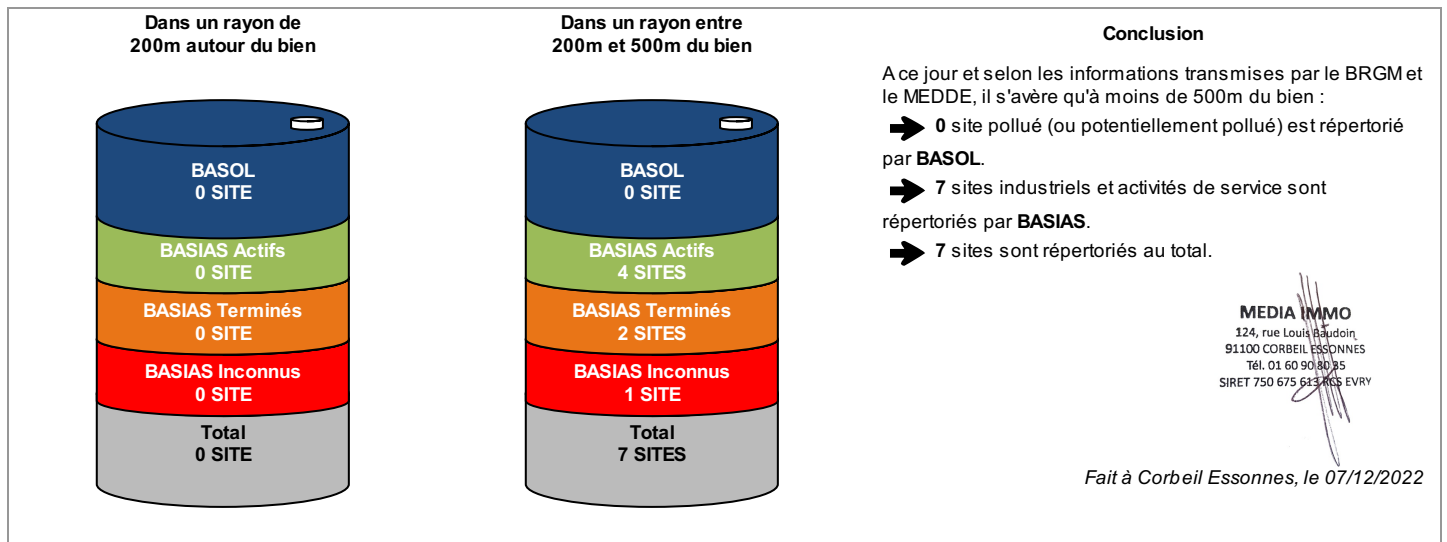 Dans un rayon de
200m autour du bien
BASOL
0 SITE
BASIAS Actifs
0 SITE
BASIAS Terminés
0 SITE
BASIAS Inconnus
0 SITE
Total
0 SITE
Dans un rayon entre
200m et 500m du bien
BASOL
0 SITE
BASIAS Actifs
4 SITES
BASIAS Terminés
2 SITES
BASIAS Inconnus
1 SITE
Total
7 SITES
Conclusion
A ce jour et selon les informations transmises par le BRGM et
le MEDDE, il s'avère qu'à moins de 500m du bien :
0 site pollué (ou potentiellement pollué) est répertorié
par BASOL.
7 sites industriels et activités de service sont
répertoriés par BASIAS.
7 sites sont répertoriés au total.
MEDIA IMMO
124, rue Louis Baudoin
91100 CORBEIL ESSONNES
Tél. 01 60 90 80 85
SIRET 750 675 613 RCS EVRY
Fait à Corbeil Essonnes, le 07/12/2022